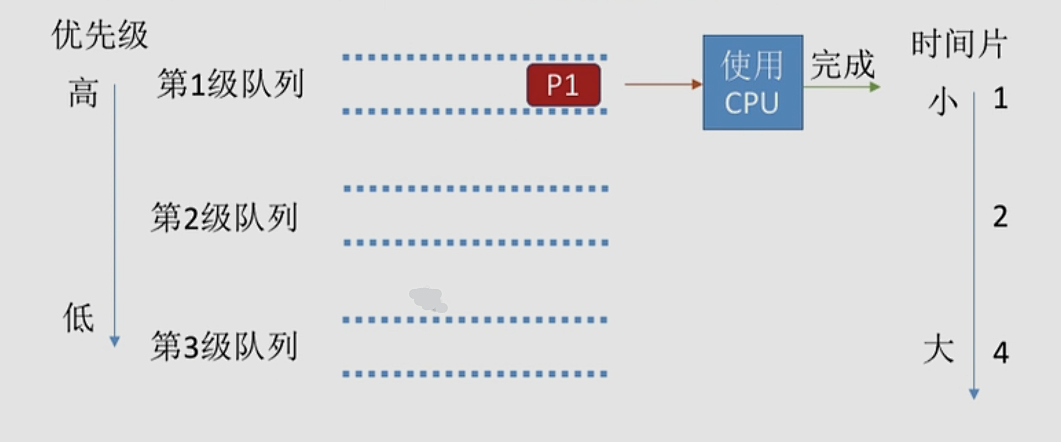 优先级
时间片
高
第1级队列
P1
使用
CPU
完成
小
1
第2级队列
2
低
第3级队列
大
4